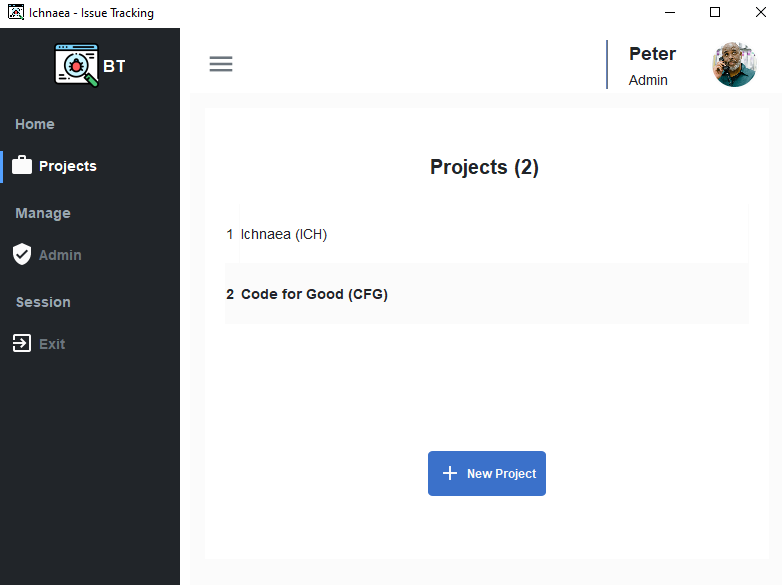 Ichnaea - Issue Tracking
BT
Home
Projects
Manage
Admin
Session
Exit
Peter
Admin
Projects (2)
1 Ichnaea (ICH)
2 Code for Good (CFG)
New Project